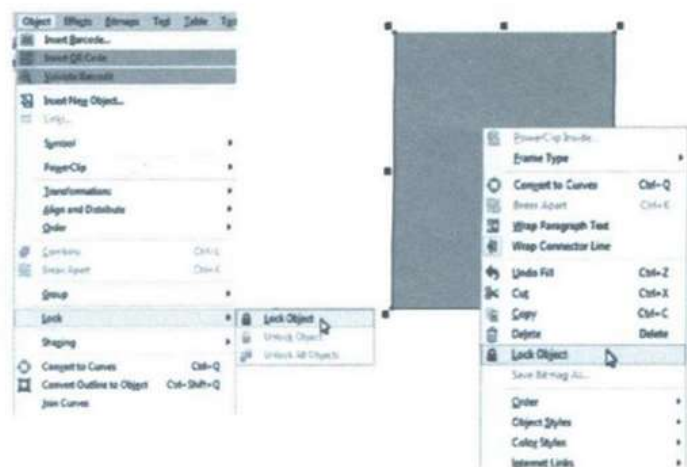 Object Effects Bitmaps Text Table
Insert Barcode...
Insert QR Code
Validate Barcode
Insert New Object...
Links...
Symbol
PowerClip
Transformations
Align and Distribute
Order
Combine Ctrl+L
Break Apart Ctrl+K
Group
Lock
Lock Object
Unlock Object
Unlock All Objects
Shaping
Convert to Curves Ctrl+Q
Convert Outline to Object Ctrl+Shift+Q
Join Curves
PowerClip Inside...
Frame Type
Convert to Curves Ctrl+Q
Break Apart Ctrl+K
Wrap Paragraph Text
Wrap Connector Line
Undo Fill Ctrl+Z
Cut Ctrl+X
Copy Ctrl+C
Delete Delete
Lock Object
Save Bitmap As...
Order
Object Styles
Color Styles
Internet Links